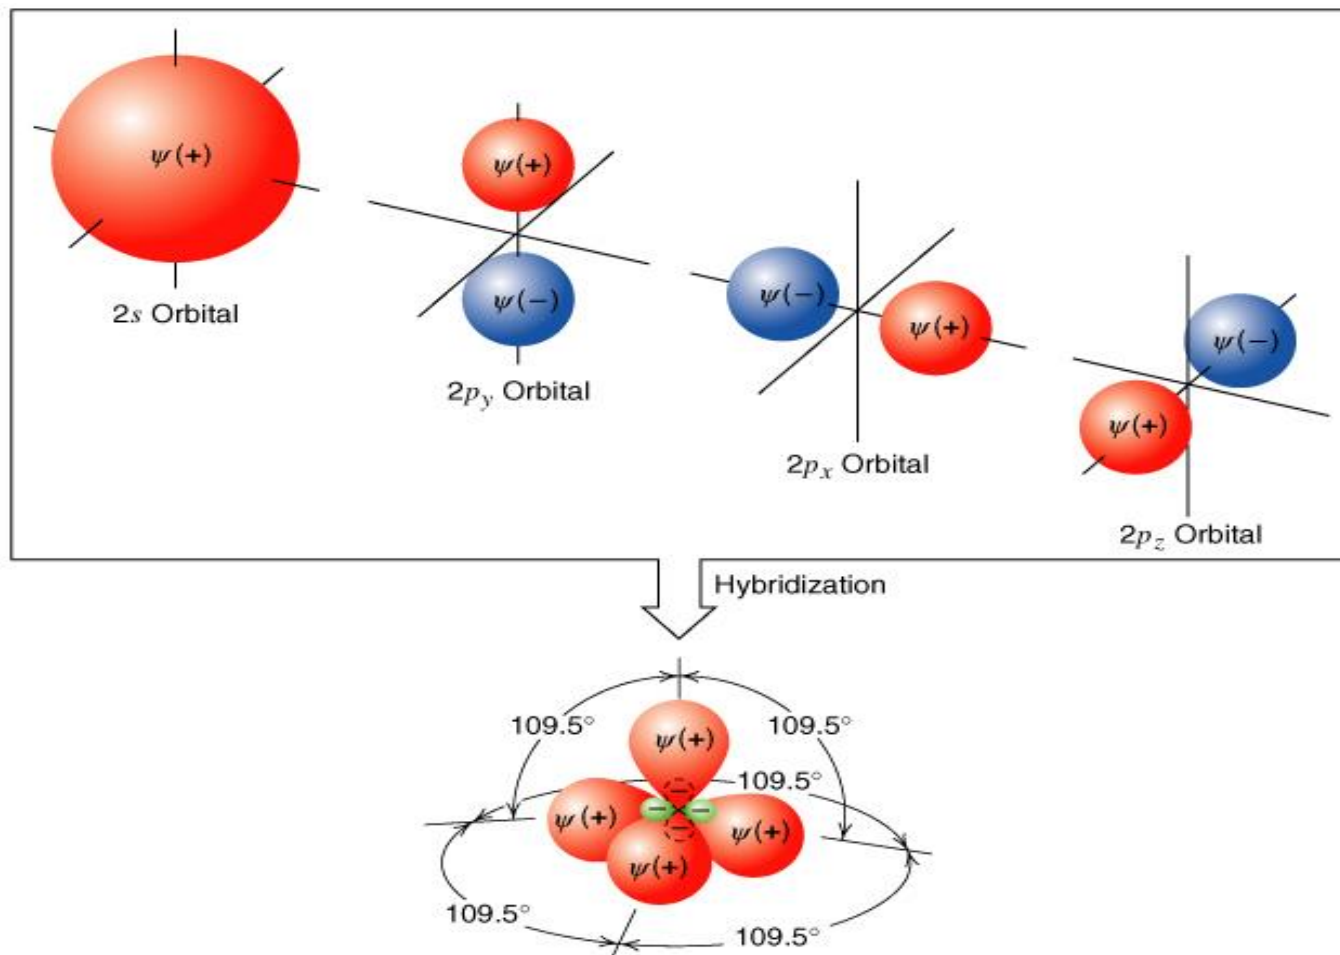 ψ(+)
2s Orbital
ψ(+)
ψ(−)
2p_y Orbital
ψ(−)
ψ(+)
2p_x Orbital
ψ(−)
ψ(+)
2p_z Orbital
Hybridization
109.5°
109.5°
109.5°
ψ(+)
−
− −
−
ψ(+)
ψ(+)
ψ(+)
109.5°
109.5°